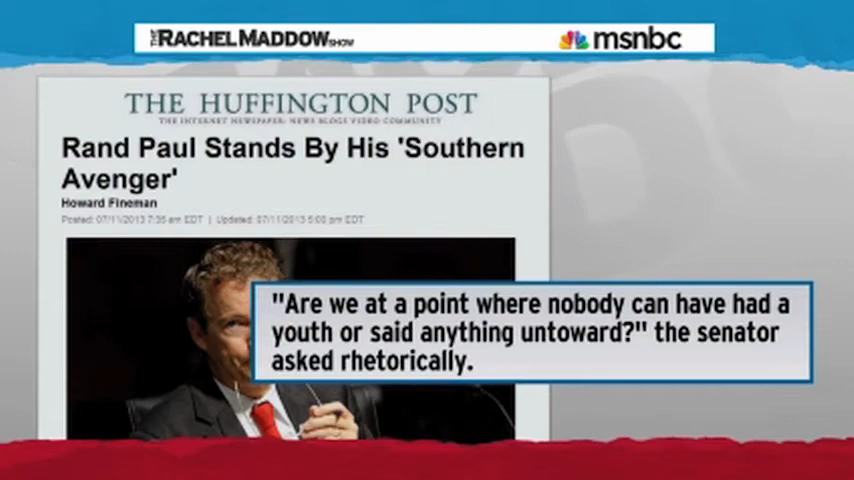 THE RACHEL MADDOW SHOW
msnbc
THE HUFFINGTON POST
THE INTERNET NEWSPAPER: NEWS BLOGS VIDEO COMMUNITY
Rand Paul Stands By His 'Southern
Avenger'
Howard Fineman
Posted: 07/11/2013 7:35 am EDT | Updated: 07/11/2013 5:00 pm EDT
"Are we at a point where nobody can have had a
youth or said anything untoward?" the senator
asked rhetorically.